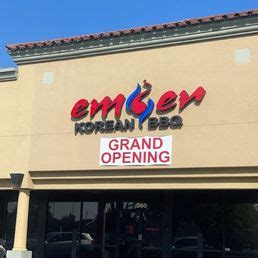 ember
KOREAN BBQ
GRAND
OPENING